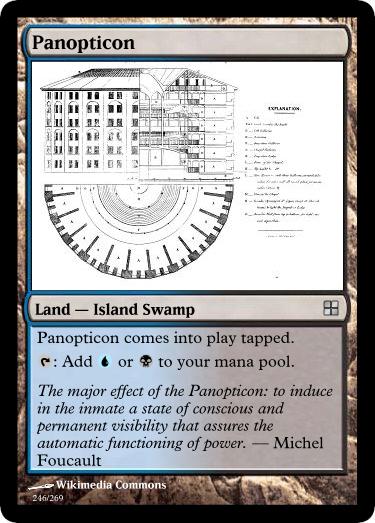 Panopticon
EXPLANATION.
Land — Island Swamp
Panopticon comes into play tapped.
: Add or to your mana pool.
The major effect of the Panopticon: to induce
in the inmate a state of conscious and
permanent visibility that assures the
automatic functioning of power. — Michel
Foucault
Wikimedia Commons
246/269